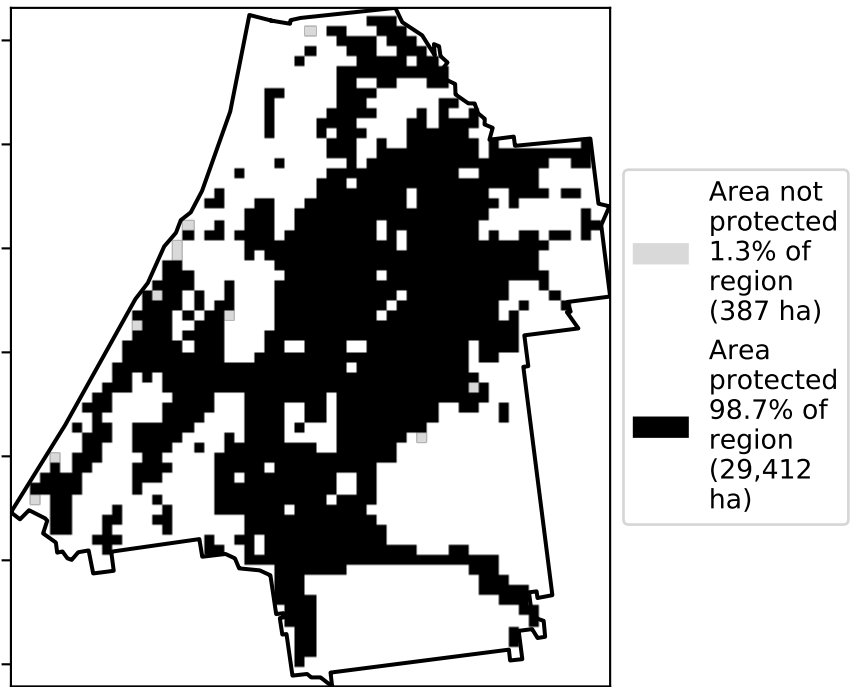 Area not
protected
1.3% of
region
(387 ha)
Area
protected
98.7% of
region
(29,412
ha)